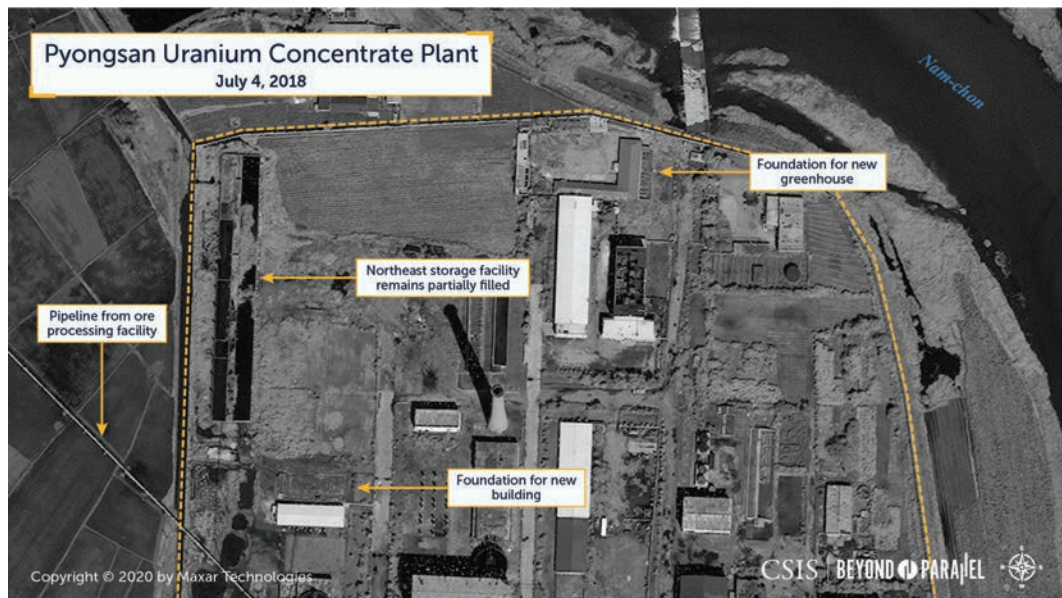 Pyongsan Uranium Concentrate Plant
July 4, 2018
Nam-chon
Foundation for new
greenhouse
Northeast storage facility
remains partially filled
Pipeline from ore
processing facility
Foundation for new
building
Copyright © 2020 by Maxar Technologies
CSIS BEYOND PARALLEL